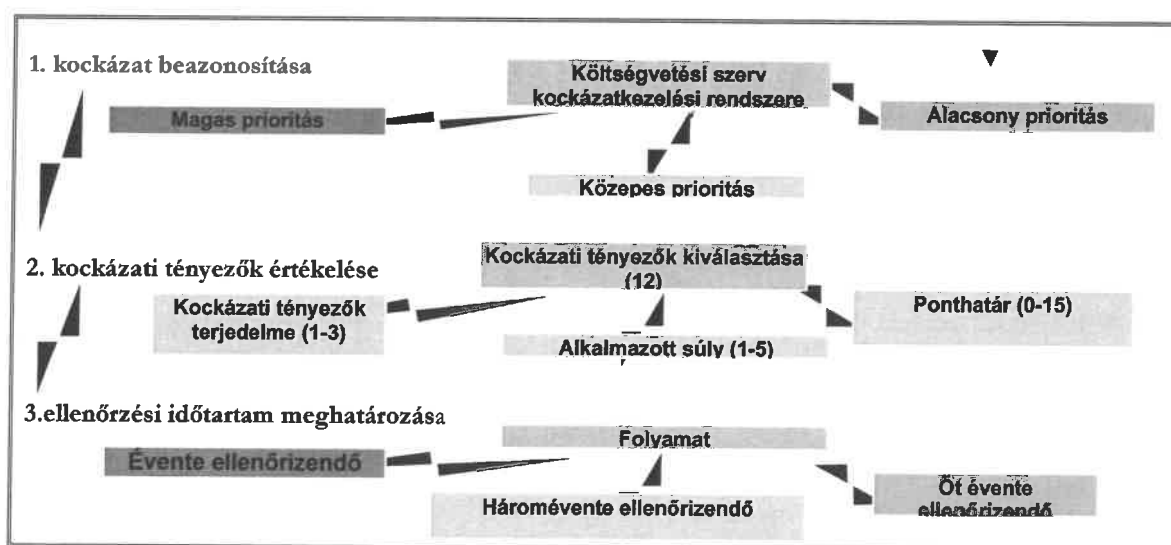 1. kockázat beazonosítása
Költségvetési szerv
kockázatkezelési rendszere
Magas prioritás
Alacsony prioritás
Közepes prioritás
2. kockázati tényezők értékelése
Kockázati tényezők kiválasztása
(12)
Kockázati tényezők
terjedelme (1-3)
Ponthatár (0-15)
Alkalmazott súly (1-5)
3.ellenőrzési időtartam meghatározása
Folyamat
Évente ellenőrizendő
Háromévente ellenőrizendő
Öt évente
ellenőrizendő